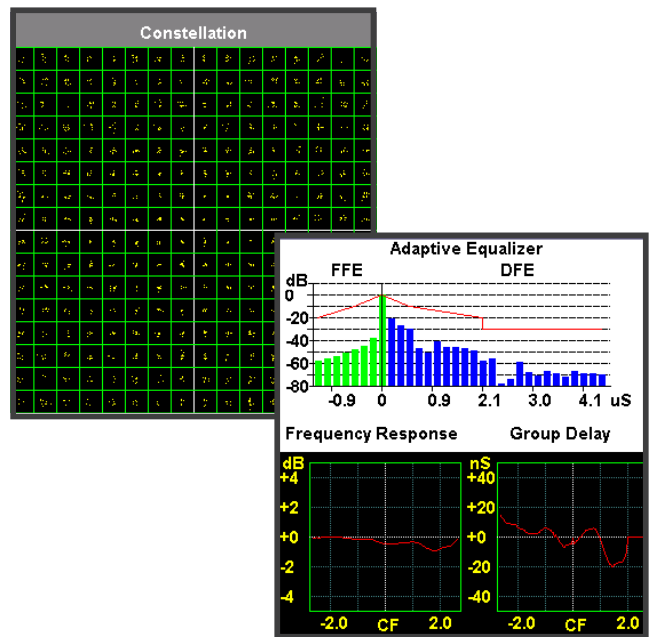 Constellation
Adaptive Equalizer
FFE DFE
dB
0
-20
-40
-60
-80
-0.9 0 0.9 2.1 3.0 4.1 uS
Frequency Response Group Delay
dB nS
+4 +40
+2 +20
+0 +0
-2 -20
-4 -40
-2.0 CF 2.0 -2.0 CF 2.0